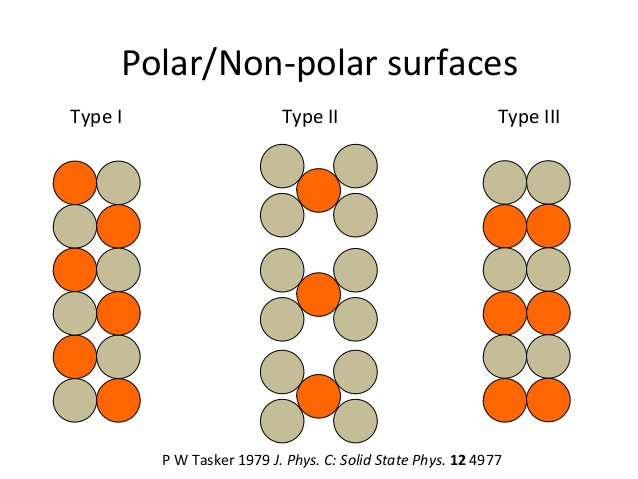 Polar/Non-polar surfaces
Type I
Type II
Type III
P W Tasker 1979 J. Phys. C: Solid State Phys. 12 4977